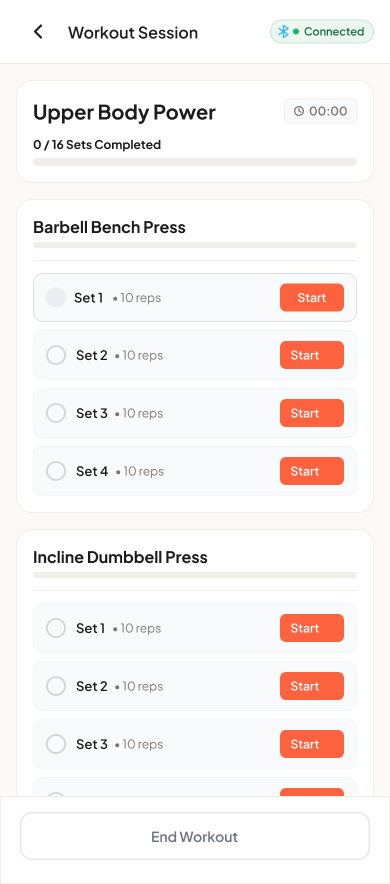 Workout Session
Connected
Upper Body Power
00:00
0 / 16 Sets Completed
Barbell Bench Press
Set 1 • 10 reps Start
Set 2 • 10 reps Start
Set 3 • 10 reps Start
Set 4 • 10 reps Start
Incline Dumbbell Press
Set 1 • 10 reps Start
Set 2 • 10 reps Start
Set 3 • 10 reps Start
End Workout